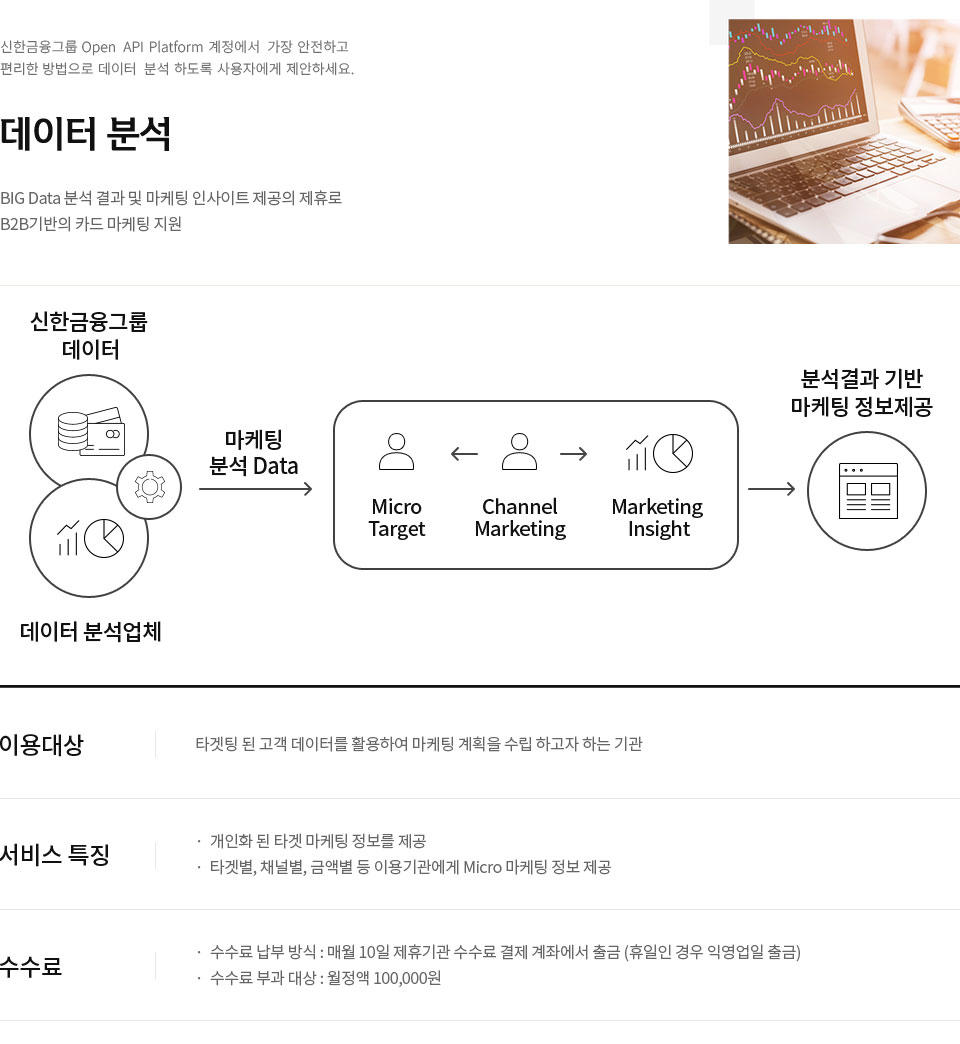 신한금융그룹 Open API Platform 계정에서 가장 안전하고
편리한 방법으로 데이터 분석 하도록 사용자에게 제안하세요.
데이터 분석
BIG Data 분석 결과 및 마케팅 인사이트 제공의 제휴로
B2B기반의 카드 마케팅 지원
신한금융그룹
데이터
데이터 분석업체
마케팅
분석 Data
Micro
Target
Channel
Marketing
Marketing
Insight
분석결과 기반
마케팅 정보제공
이용대상
타겟팅 된 고객 데이터를 활용하여 마케팅 계획을 수립 하고자 하는 기관
서비스 특징
· 개인화 된 타겟 마케팅 정보를 제공
· 타겟별, 채널별, 금액별 등 이용기관에게 Micro 마케팅 정보 제공
수수료
· 수수료 납부 방식 : 매월 10일 제휴기관 수수료 결제 계좌에서 출금 (휴일인 경우 익영업일 출금)
· 수수료 부과 대상 : 월정액 100,000원